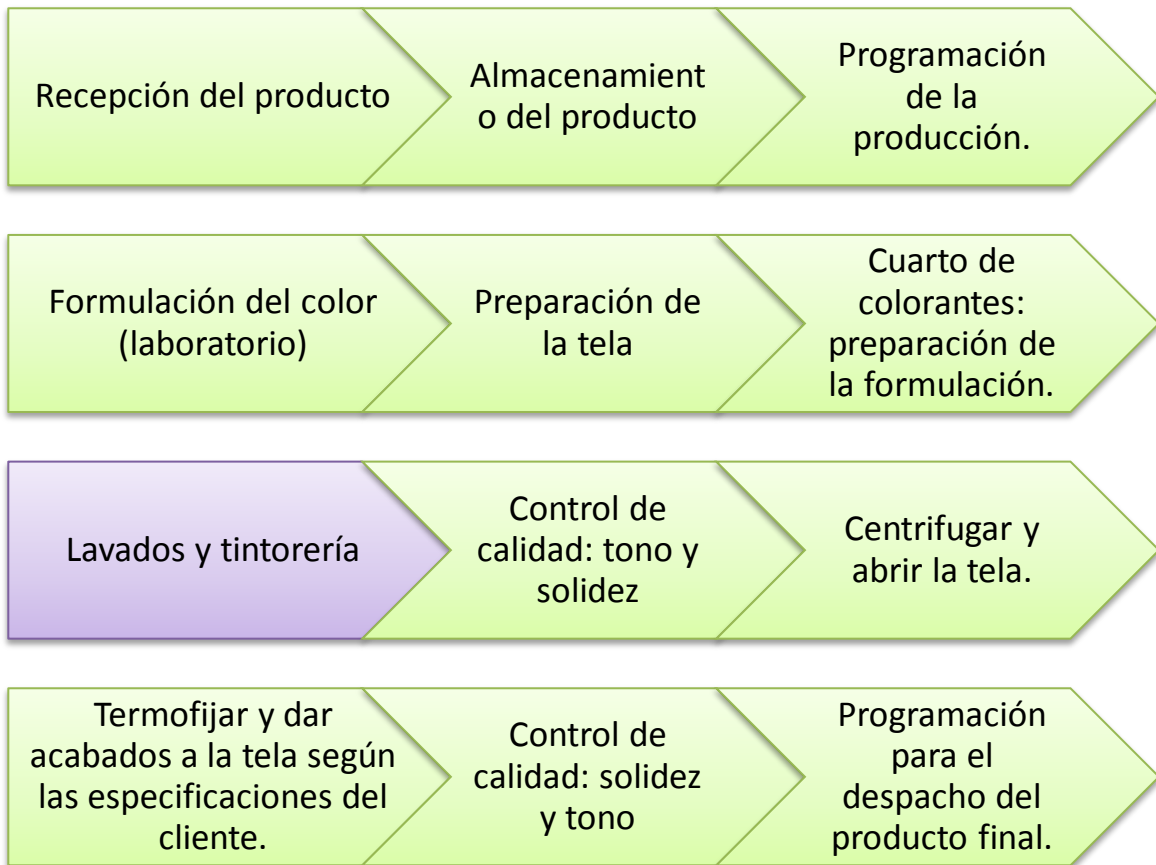 Recepción del producto
Almacenamient
o del producto
Programación
de la
producción.
Formulación del color
(laboratorio)
Preparación de
la tela
Cuarto de
colorantes:
preparación de
la formulación.
Lavados y tintorería
Control de
calidad: tono y
solidez
Centrifugar y
abrir la tela.
Termofijar y dar
acabados a la tela según
las especificaciones del
cliente.
Control de
calidad: solidez
y tono
Programación
para el
despacho del
producto final.